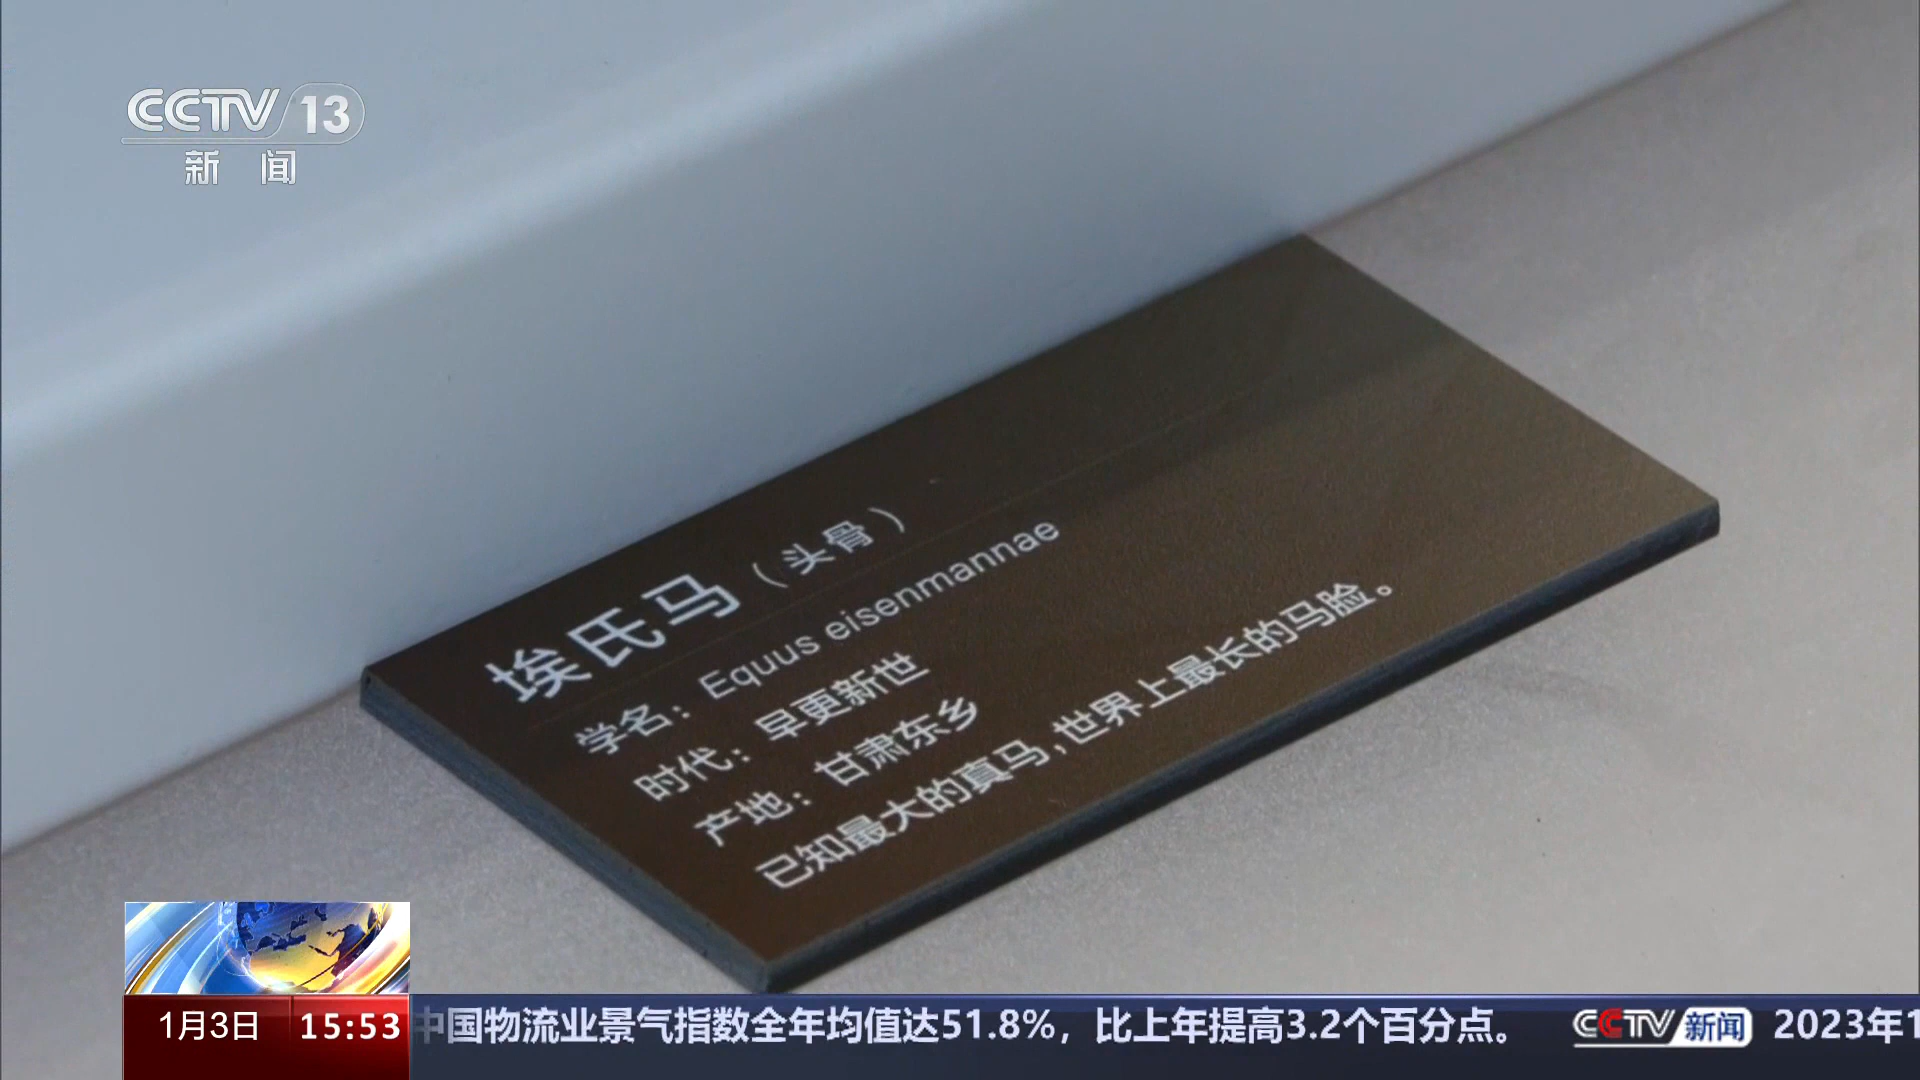 CCTV 13
新闻
埃氏马（头骨）
学名：Equus eisenmannae
时代：早更新世
产地：甘肃东乡
已知最大的真马,世界上最长的马脸。
1月3日 15:53 中国物流业景气指数全年均值达51.8%，比上年提高3.2个百分点。 CCTV新闻 2023年1